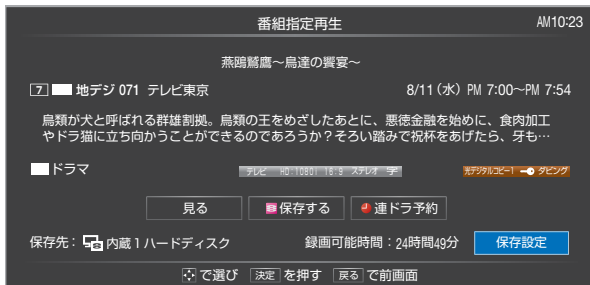 番組指定再生
AM10:23
燕鴎鷲鷹~鳥達の饗宴~
7 地デジ 071 テレビ東京
8/11(水) PM 7:00~PM 7:54
鳥類が犬と呼ばれる群雄割拠。鳥類の王をめざしたあとに、悪徳金融を始めに、食肉加工
やドラ猫に立ち向かうことができるのであろうか?そろい踏みで祝杯をあげたら、牙も…
ドラマ
テレビ HD:1080i 16:9 ステレオ 字
光デジタルコピー1 ダビング
見る
保存する
連ドラ予約
保存先: 内蔵1ハードディスク
録画可能時間:24時間49分
保存設定
で選び 決定 を押す 戻る で前画面